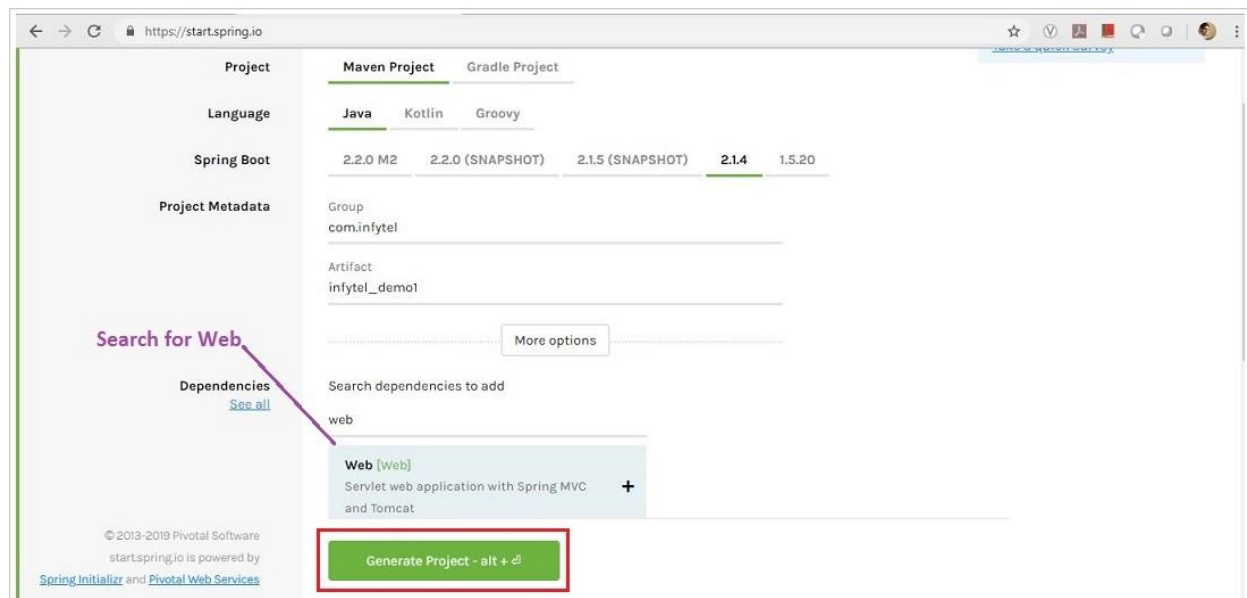 https://start.spring.io
Take a quick survey
Project
Maven Project Gradle Project
Language
Java Kotlin Groovy
Spring Boot
2.2.0 M2 2.2.0 (SNAPSHOT) 2.1.5 (SNAPSHOT) 2.1.4 1.5.20
Project Metadata
Group
com.infytel
Artifact
infytel_demo1
More options
Search for Web
Dependencies
See all
Search dependencies to add
web
Web [Web]
Servlet web application with Spring MVC
and Tomcat
+
© 2013-2019 Pivotal Software
start.spring.io is powered by
Spring Initializr and Pivotal Web Services
Generate Project - alt + ⏎